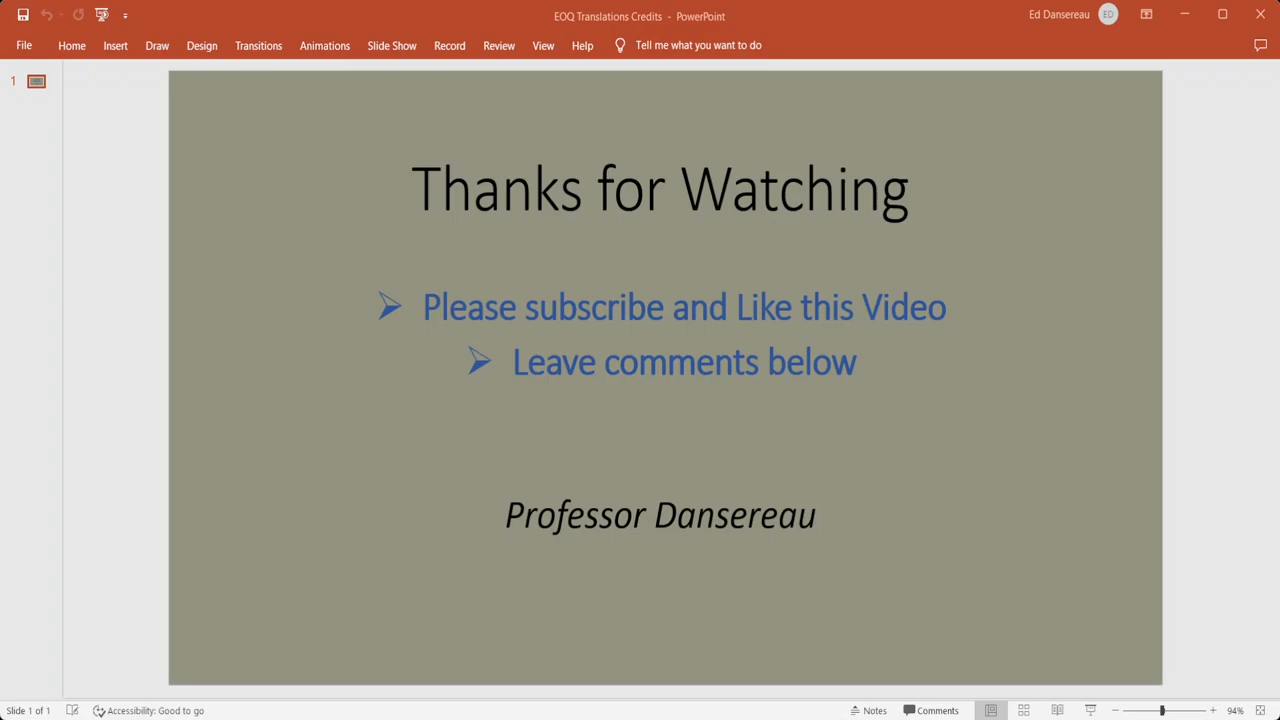 EOQ Translations Credits - PowerPoint
Ed Dansereau ED
File Home Insert Draw Design Transitions Animations Slide Show Record Review View Help Tell me what you want to do
1
Thanks for Watching
Please subscribe and Like this Video
Leave comments below
Professor Dansereau
Slide 1 of 1 Accessibility: Good to go Notes Comments 94%